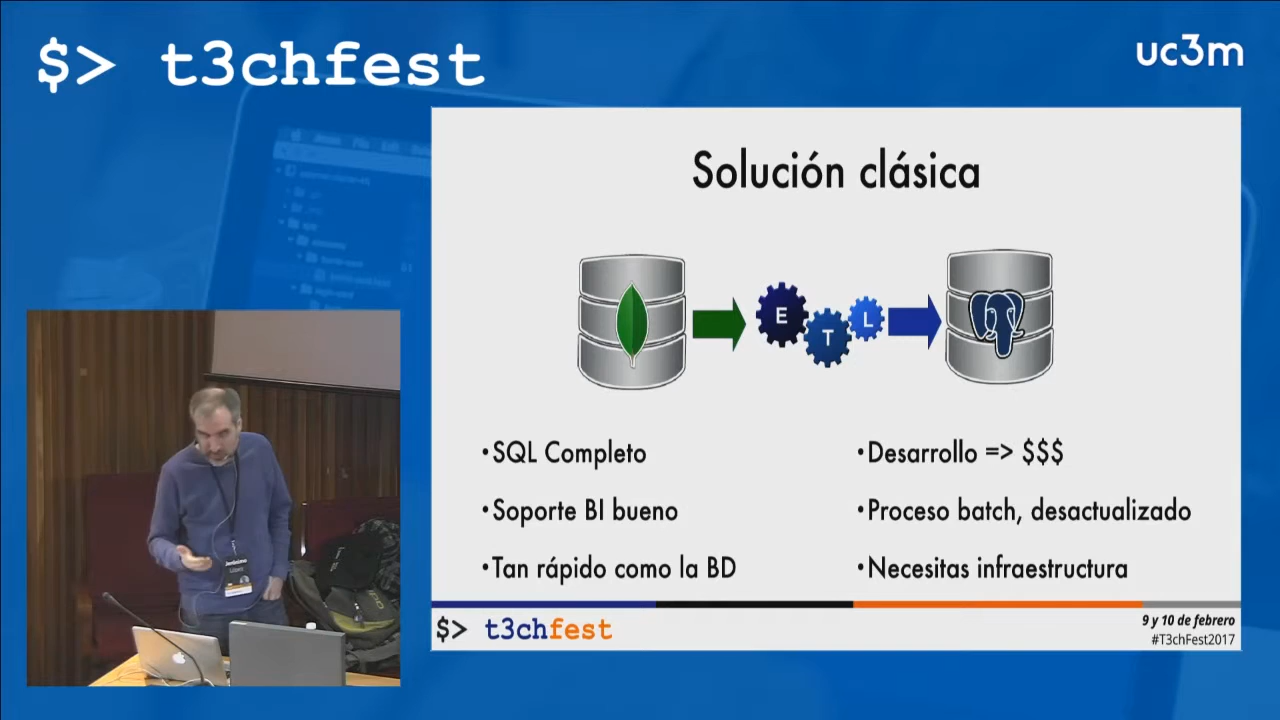 $> t3chfest
uc3m
Solución clásica
E
T
L
•SQL Completo
•Soporte BI bueno
•Tan rápido como la BD
•Desarrollo => $$$
•Proceso batch, desactualizado
•Necesitas infraestructura
$> t3chfest
9 y 10 de febrero
#T3chFest2017